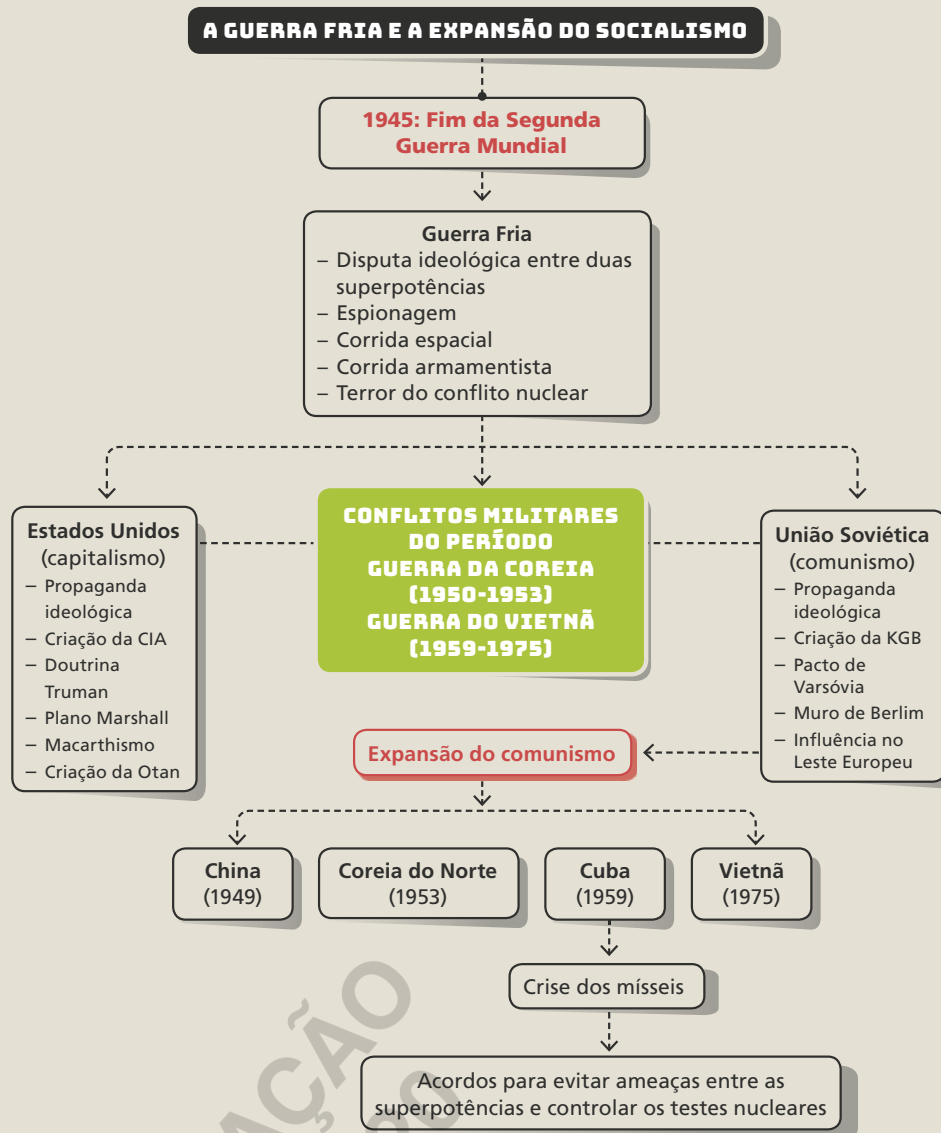 A GUERRA FRIA E A EXPANSÃO DO SOCIALISMO
1945: Fim da Segunda
Guerra Mundial
Guerra Fria
– Disputa ideológica entre duas
superpotências
– Espionagem
– Corrida espacial
– Corrida armamentista
– Terror do conflito nuclear
Estados Unidos
(capitalismo)
– Propaganda
ideológica
– Criação da CIA
– Doutrina
Truman
– Plano Marshall
– Macarthismo
– Criação da Otan
CONFLITOS MILITARES
DO PERÍODO
GUERRA DA COREIA
(1950-1953)
GUERRA DO VIETNÃ
(1959-1975)
União Soviética
(comunismo)
– Propaganda
ideológica
– Criação da KGB
– Pacto de
Varsóvia
– Muro de Berlim
– Influência no
Leste Europeu
Expansão do comunismo
China
(1949)
Coreia do Norte
(1953)
Cuba
(1959)
Vietnã
(1975)
Crise dos mísseis
Acordos para evitar ameaças entre as
superpotências e controlar os testes nucleares